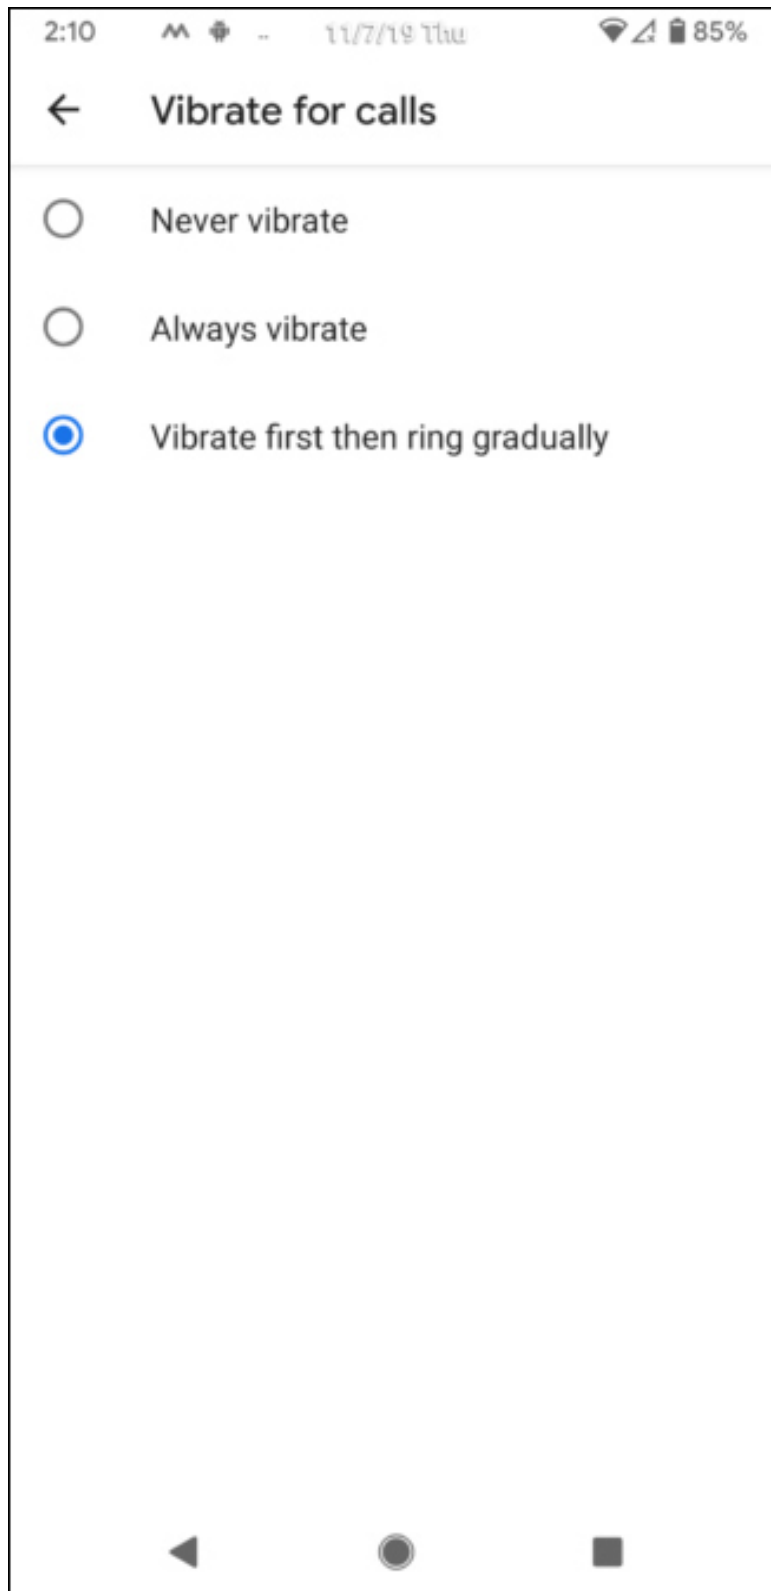 2:10 .. 11/7/19 Thu 85%
Vibrate for calls
Never vibrate
Always vibrate
Vibrate first then ring gradually